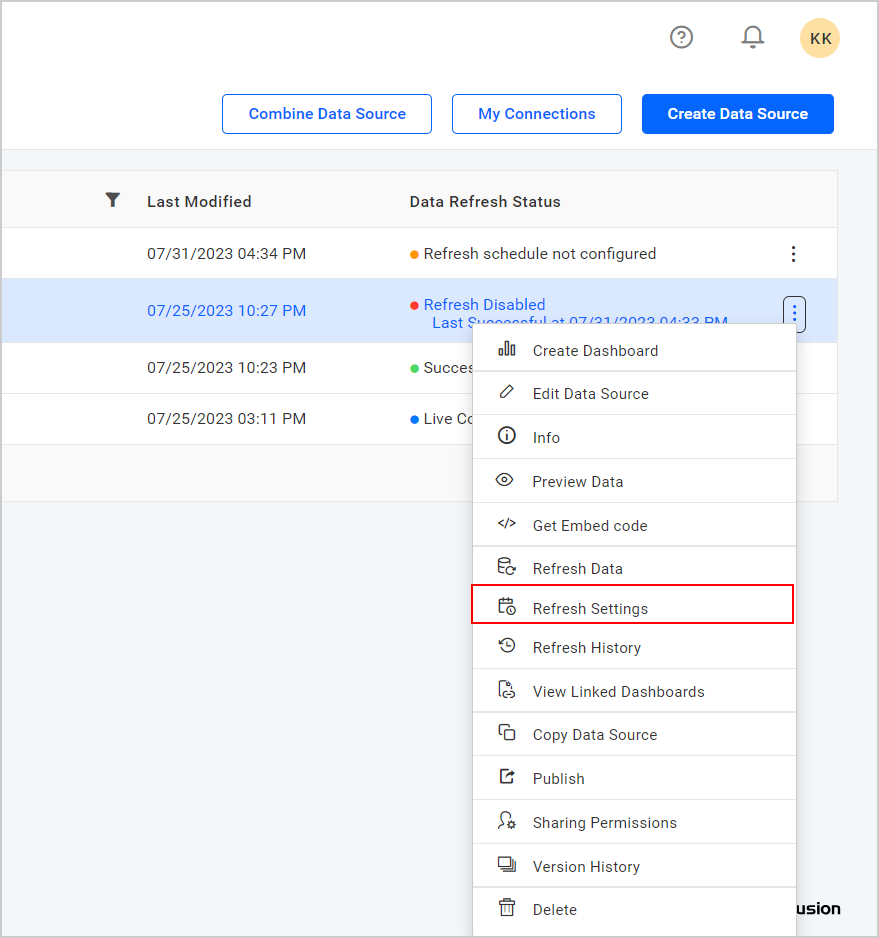 KK
Combine Data Source My Connections Create Data Source
Last Modified Data Refresh Status
07/31/2023 04:34 PM Refresh schedule not configured
07/25/2023 10:27 PM Refresh Disabled
Last Successful at 07/31/2023 04:33 PM
07/25/2023 10:23 PM Succes
07/25/2023 03:11 PM Live Co
Create Dashboard
Edit Data Source
Info
Preview Data
Get Embed code
Refresh Data
Refresh Settings
Refresh History
View Linked Dashboards
Copy Data Source
Publish
Sharing Permissions
Version History
Delete
usion